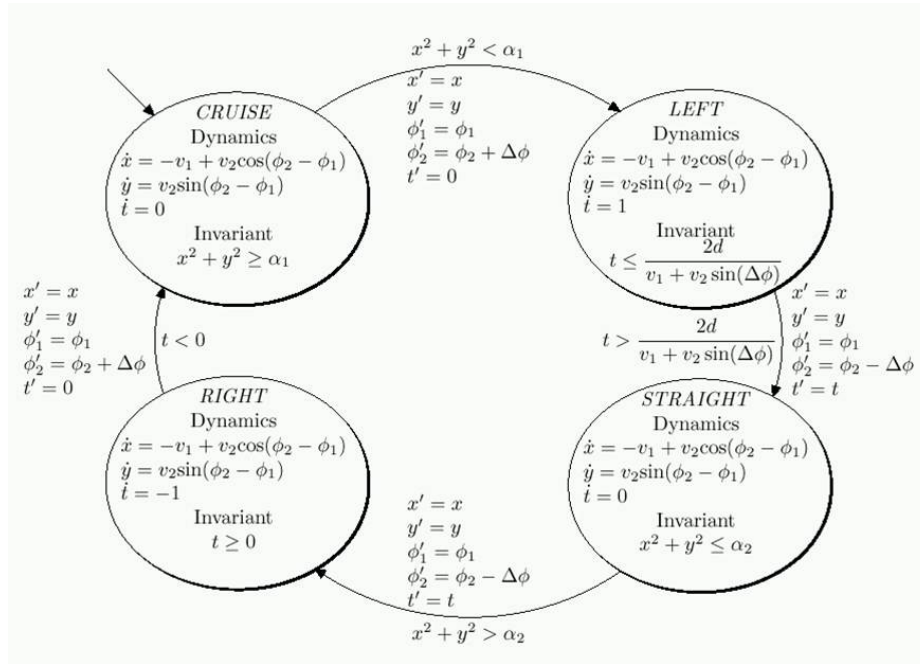 x² + y² < α₁
x′ = x
y′ = y
ϕ′₁ = ϕ₁
ϕ′₂ = ϕ₂ + Δϕ
t′ = 0
CRUISE
Dynamics
ẋ = −v₁ + v₂cos(ϕ₂ − ϕ₁)
ẏ = v₂sin(ϕ₂ − ϕ₁)
ṫ = 0
Invariant
x² + y² ≥ α₁
LEFT
Dynamics
ẋ = −v₁ + v₂cos(ϕ₂ − ϕ₁)
ẏ = v₂sin(ϕ₂ − ϕ₁)
ṫ = 1
Invariant
t ≤ 2d / (v₁ + v₂ sin(Δϕ))
x′ = x
y′ = y
ϕ′₁ = ϕ₁
ϕ′₂ = ϕ₂ + Δϕ
t′ = 0
t < 0
t > 2d / (v₁ + v₂ sin(Δϕ))
x′ = x
y′ = y
ϕ′₁ = ϕ₁
ϕ′₂ = ϕ₂ − Δϕ
t′ = t
RIGHT
Dynamics
ẋ = −v₁ + v₂cos(ϕ₂ − ϕ₁)
ẏ = v₂sin(ϕ₂ − ϕ₁)
ṫ = −1
Invariant
t ≥ 0
STRAIGHT
Dynamics
ẋ = −v₁ + v₂cos(ϕ₂ − ϕ₁)
ẏ = v₂sin(ϕ₂ − ϕ₁)
ṫ = 0
Invariant
x² + y² ≤ α₂
x′ = x
y′ = y
ϕ′₁ = ϕ₁
ϕ′₂ = ϕ₂ − Δϕ
t′ = t
x² + y² > α₂